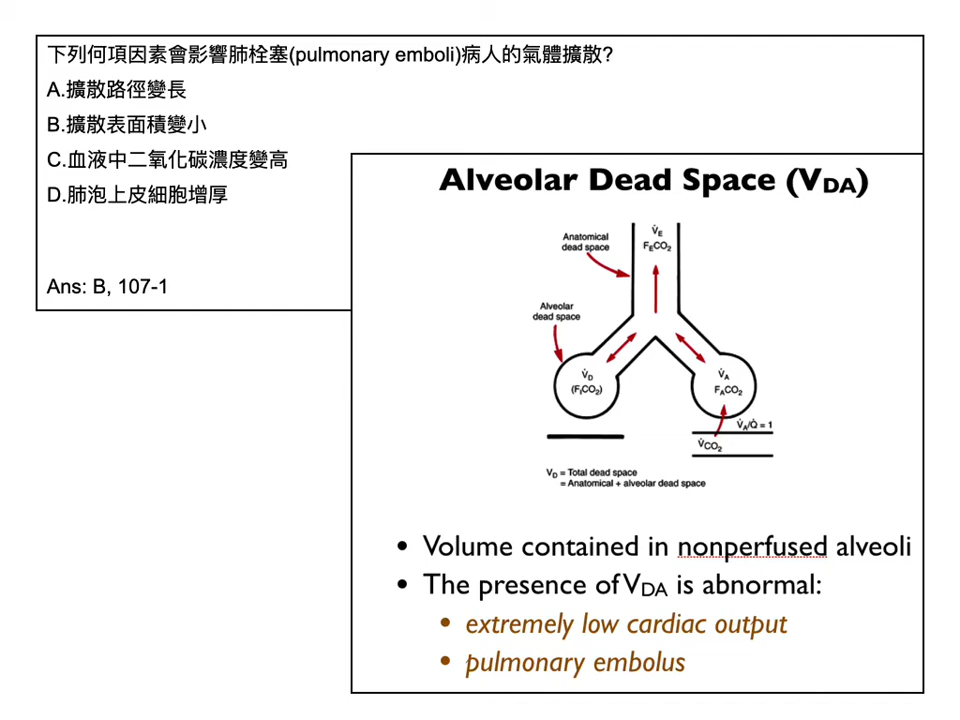 下列何項因素會影響肺栓塞(pulmonary emboli)病人的氣體擴散?
A.擴散路徑變長
B.擴散表面積變小
C.血液中二氧化碳濃度變高
D.肺泡上皮細胞增厚
Ans: B, 107-1
Alveolar Dead Space (VDA)
V̇E
FECO2
Anatomical
dead space
Alveolar
dead space
V̇D
(FICO2)
V̇A
FACO2
V̇A/Q̇ = 1
V̇CO2
VD = Total dead space
= Anatomical + alveolar dead space
• Volume contained in nonperfused alveoli
• The presence of VDA is abnormal:
• extremely low cardiac output
• pulmonary embolus